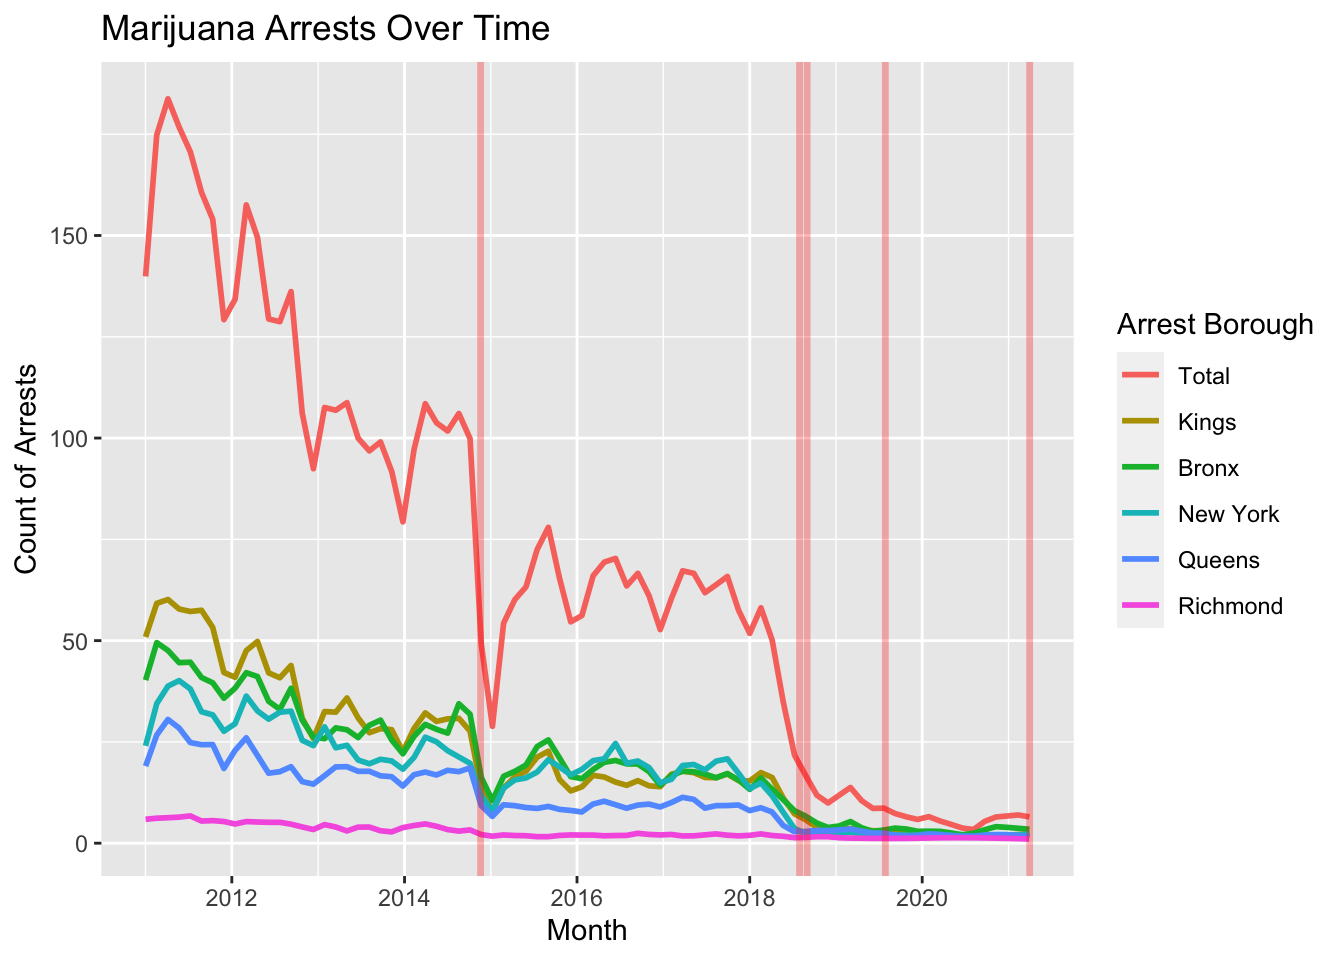 Marijuana Arrests Over Time
150
100
50
0
Count of Arrests
2012 2014 2016 2018 2020
Month
Arrest Borough
Total
Kings
Bronx
New York
Queens
Richmond